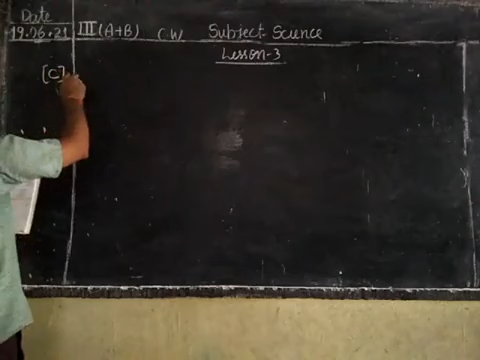 Date
19.06.21 III (A+B) C.W Subject Science
Lesson-3
[C]